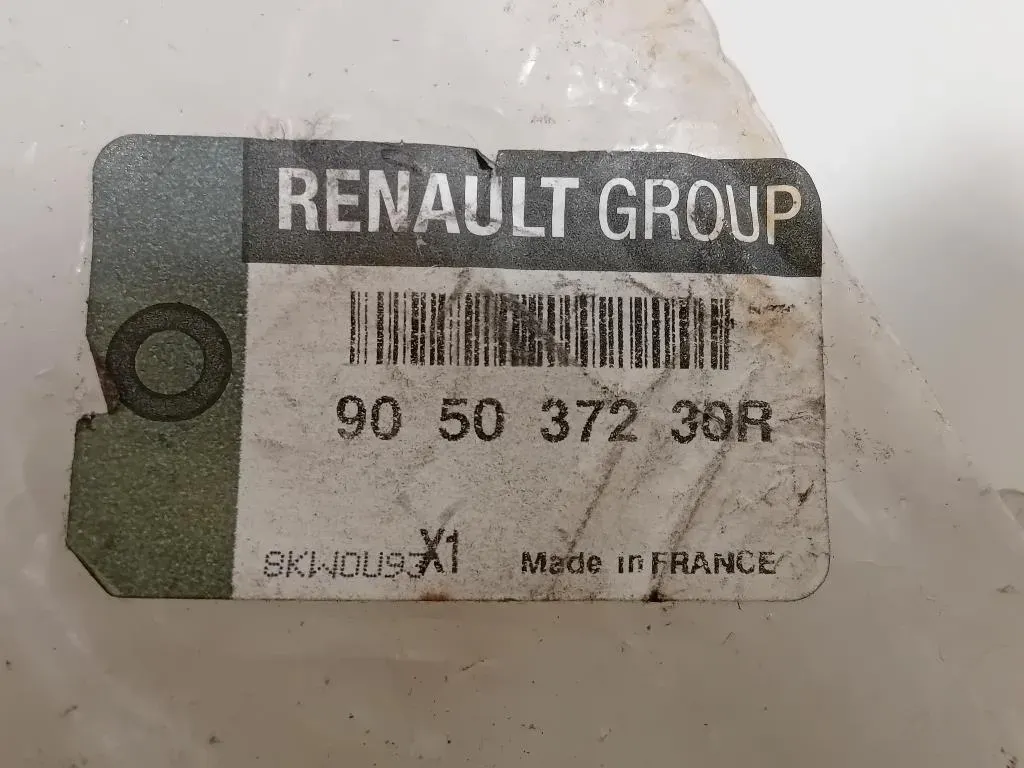 RENAULT GROUP
90 50 372 30R
8KW0U93 X1 Made in FRANCE